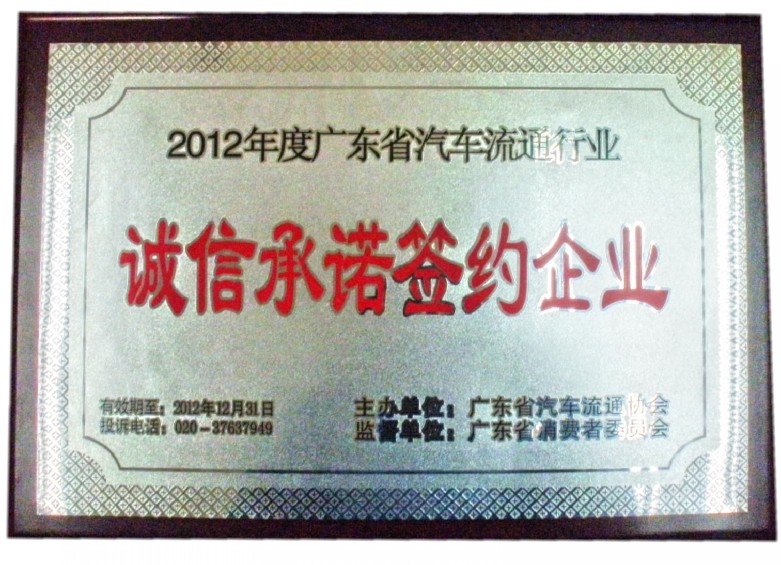 2012年度广东省汽车流通行业
诚信承诺签约企业
有效期至：2012年12月31日
投诉电话：020－37637949
主办单位：广东省汽车流通协会
监督单位：广东省消费者委员会